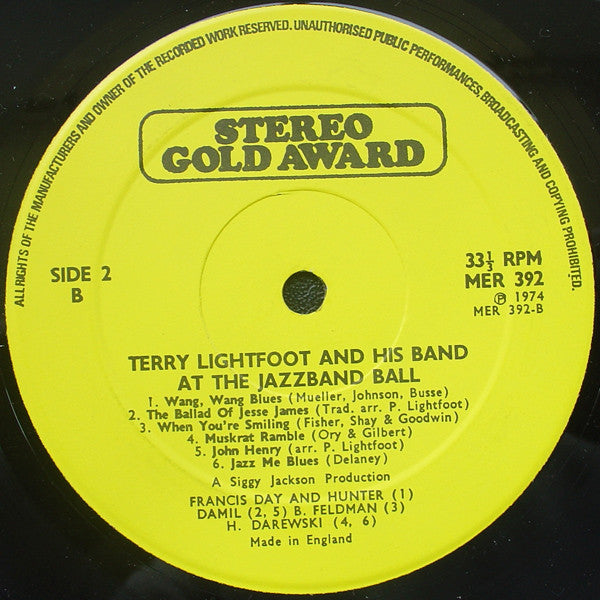 ALL RIGHTS OF THE MANUFACTURERS AND OWNER OF THE RECORDED WORK RESERVED. UNAUTHORISED PUBLIC PERFORMANCES, BROADCASTING AND COPYING PROHIBITED.
STEREO
GOLD AWARD
SIDE 2
B
33⅓ RPM
MER 392
℗ 1974
MER 392-B
TERRY LIGHTFOOT AND HIS BAND
AT THE JAZZBAND BALL
1. Wang, Wang Blues (Mueller, Johnson, Busse)
2. The Ballad Of Jesse James (Trad. arr. P. Lightfoot)
3. When You're Smiling (Fisher, Shay & Goodwin)
4. Muskrat Ramble (Ory & Gilbert)
5. John Henry (arr. P. Lightfoot)
6. Jazz Me Blues (Delaney)
A Siggy Jackson Production
FRANCIS DAY AND HUNTER (1)
DAMIL (2, 5) B. FELDMAN (3)
H. DAREWSKI (4, 6)
Made in England